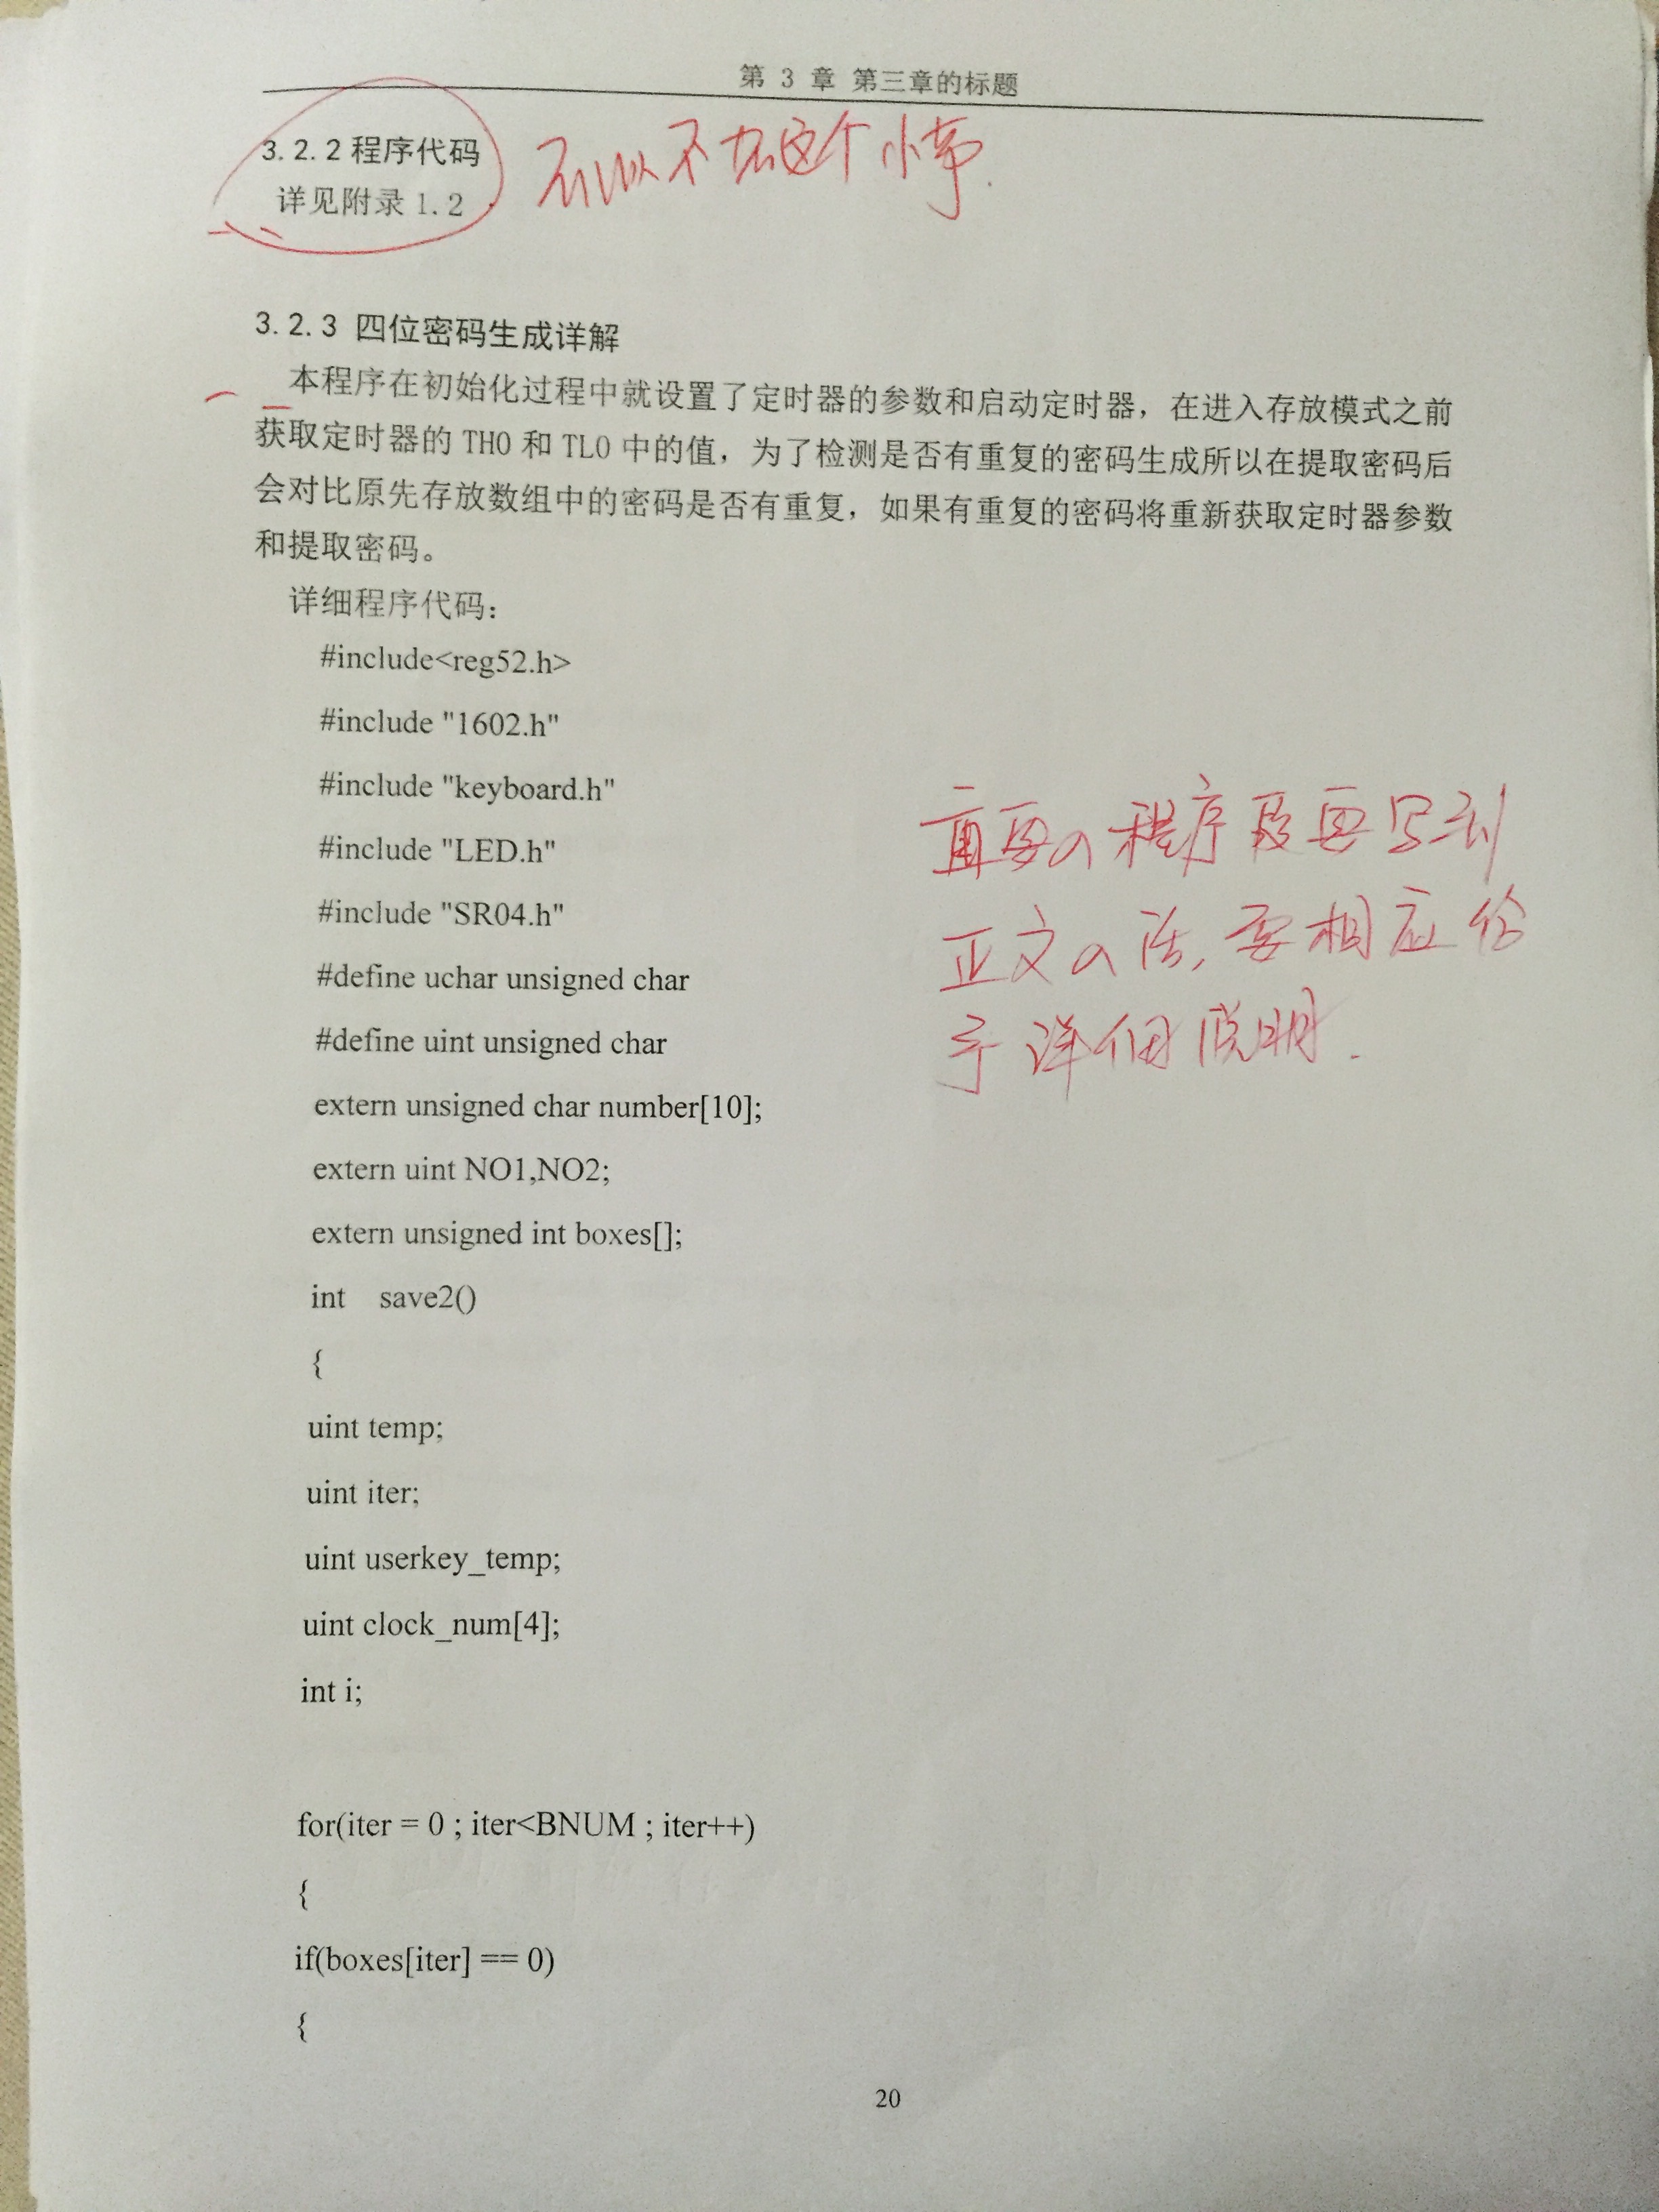 第 3 章 第三章的标题
3.2.2程序代码
可以不加这个小节.
详见附录 1.2
3.2.3 四位密码生成详解
本程序在初始化过程中就设置了定时器的参数和启动定时器，在进入存放模式之前
获取定时器的 TH0 和 TL0 中的值，为了检测是否有重复的密码生成所以在提取密码后
会对比原先存放数组中的密码是否有重复，如果有重复的密码将重新获取定时器参数
和提取密码。
详细程序代码：
#include<reg52.h>
#include "1602.h"
#include "keyboard.h"
#include "LED.h"
#include "SR04.h"
#define uchar unsigned char
#define uint unsigned char
extern unsigned char number[10];
extern uint NO1,NO2;
extern unsigned int boxes[];
int save2()
{
uint temp;
uint iter;
uint userkey_temp;
uint clock_num[4];
int i;
for(iter = 0 ; iter<BNUM ; iter++)
{
if(boxes[iter] == 0)
{
重要的程序段要写到
正文的话, 要相应给
予详细说明.
20